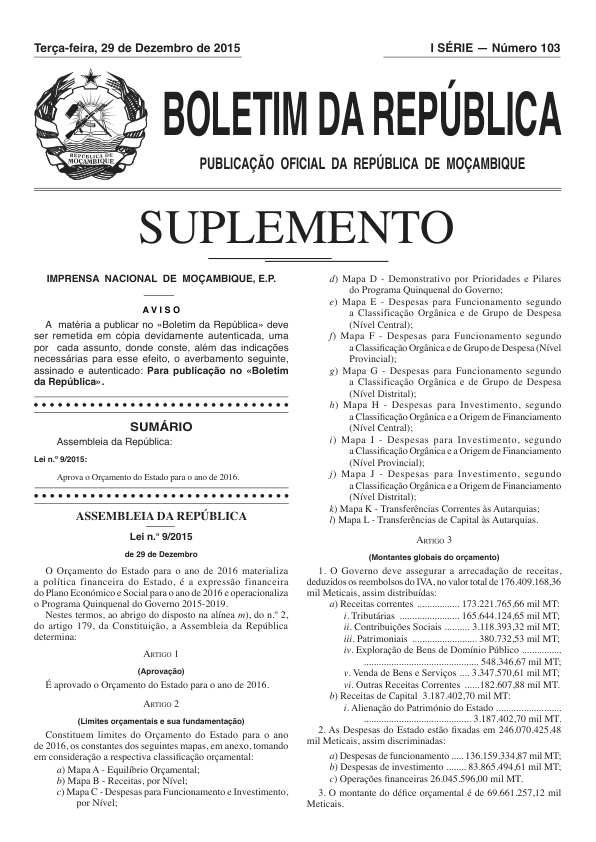 Terça-feira, 29 de Dezembro de 2015
I SÉRIE — Número 103
REPÚBLICA DE
MOÇAMBIQUE
BOLETIM DA REPÚBLICA
PUBLICAÇÃO OFICIAL DA REPÚBLICA DE MOÇAMBIQUE
SUPLEMENTO
IMPRENSA NACIONAL DE MOÇAMBIQUE, E.P.
AVISO
A matéria a publicar no «Boletim da República» deve
ser remetida em cópia devidamente autenticada, uma
por cada assunto, donde conste, além das indicações
necessárias para esse efeito, o averbamento seguinte,
assinado e autenticado: Para publicação no «Boletim
da República».
SUMÁRIO
Assembleia da República:
Lei n.º 9/2015:
Aprova o Orçamento do Estado para o ano de 2016.
ASSEMBLEIA DA REPÚBLICA
Lei n.° 9/2015
de 29 de Dezembro
O Orçamento do Estado para o ano de 2016 materializa
a política financeira do Estado, é a expressão financeira
do Plano Económico e Social para o ano de 2016 e operacionaliza
o Programa Quinquenal do Governo 2015-2019.
Nestes termos, ao abrigo do disposto na alínea m), do n.º 2,
do artigo 179, da Constituição, a Assembleia da República
determina:
Artigo 1
(Aprovação)
É aprovado o Orçamento do Estado para o ano de 2016.
Artigo 2
(Limites orçamentais e sua fundamentação)
Constituem limites do Orçamento do Estado para o ano
de 2016, os constantes dos seguintes mapas, em anexo, tomando
em consideração a respectiva classificação orçamental:
a) Mapa A - Equilíbrio Orçamental;
b) Mapa B - Receitas, por Nível;
c) Mapa C - Despesas para Funcionamento e Investimento,
por Nível;
d) Mapa D - Demonstrativo por Prioridades e Pilares
do Programa Quinquenal do Governo;
e) Mapa E - Despesas para Funcionamento segundo
a Classificação Orgânica e de Grupo de Despesa
(Nível Central);
f) Mapa F - Despesas para Funcionamento segundo
a Classificação Orgânica e de Grupo de Despesa (Nível
Provincial);
g) Mapa G - Despesas para Funcionamento segundo
a Classificação Orgânica e de Grupo de Despesa
(Nível Distrital);
h) Mapa H - Despesas para Investimento, segundo
a Classificação Orgânica e a Origem de Financiamento
(Nível Central);
i) Mapa I - Despesas para Investimento, segundo
a Classificação Orgânica e a Origem de Financiamento
(Nível Provincial);
j) Mapa J - Despesas para Investimento, segundo
a Classificação Orgânica e a Origem de Financiamento
(Nível Distrital);
k) Mapa K - Transferências Correntes às Autarquias;
l) Mapa L - Transferências de Capital às Autarquias.
Artigo 3
(Montantes globais do orçamento)
1. O Governo deve assegurar a arrecadação de receitas,
deduzidos os reembolsos do IVA, no valor total de 176.409.168,36
mil Meticais, assim distribuídas:
a) Receitas correntes ................. 173.221.765,66 mil MT:
i. Tributárias ........................ 165.644.124,65 mil MT;
ii. Contribuições Sociais .......... 3.118.393,32 mil MT;
iii. Patrimoniais ......................... 380.732,53 mil MT;
iv. Exploração de Bens de Domínio Público ................
.............................................. 548.346,67 mil MT;
v. Venda de Bens e Serviços .... 3.347.570,61 mil MT;
vi. Outras Receitas Correntes ......182.607,88 mil MT.
b) Receitas de Capital 3.187.402,70 mil MT:
i. Alienação do Património do Estado ..........................
........................................... 3.187.402,70 mil MT.
2. As Despesas do Estado estão fixadas em 246.070.425.48
mil Meticais, assim discriminadas:
a) Despesas de funcionamento ..... 136.159.334,87 mil MT;
b) Despesas de investimento ........ 83.865.494,61 mil MT;
c) Operações financeiras 26.045.596,00 mil MT.
3. O montante do défice orçamental é de 69.661.257,12 mil
Meticais.